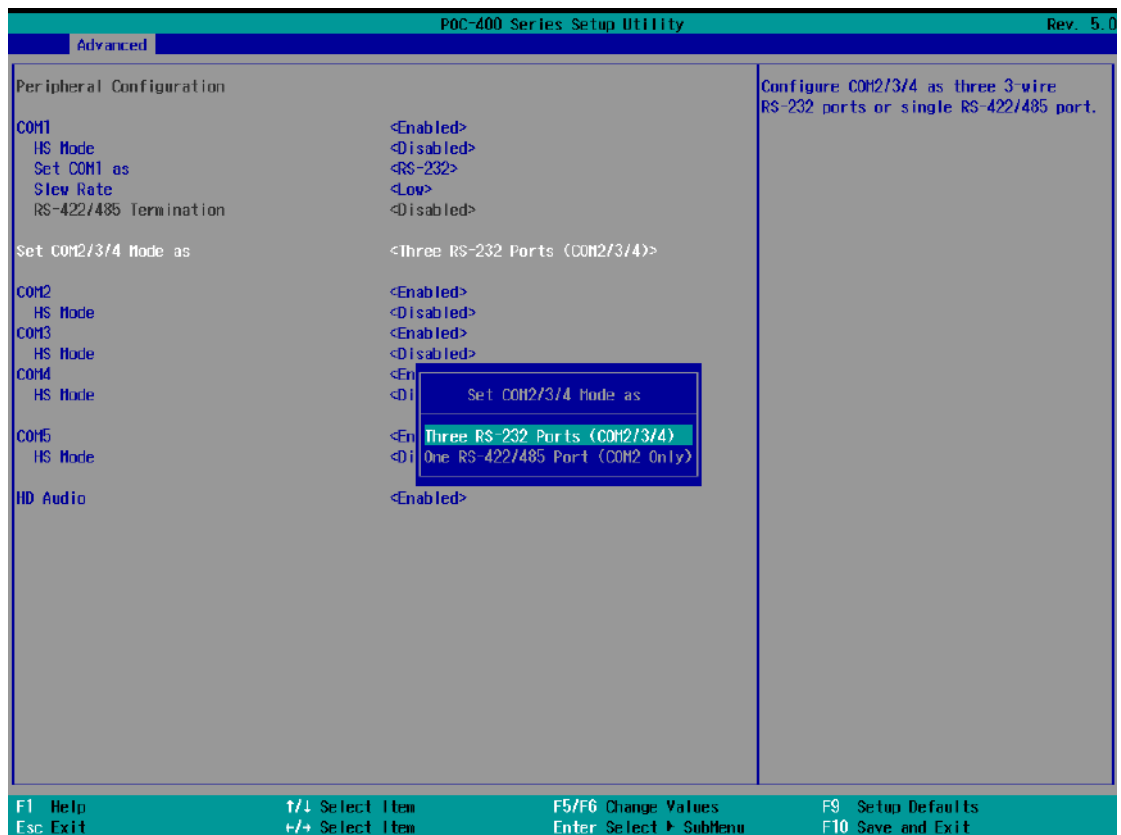 POC-400 Series Setup Utility Rev. 5.0
Advanced
Peripheral Configuration
Configure COM2/3/4 as three 3-wire
RS-232 ports or single RS-422/485 port.
COM1 <Enabled>
HS Mode <Disabled>
Set COM1 as <RS-232>
Slew Rate <Low>
RS-422/485 Termination <Disabled>
Set COM2/3/4 Mode as <Three RS-232 Ports (COM2/3/4)>
COM2 <Enabled>
HS Mode <Disabled>
COM3 <Enabled>
HS Mode <Disabled>
COM4 <En
HS Mode <Di
Set COM2/3/4 Mode as
COM5 <En
Three RS-232 Ports (COM2/3/4)
HS Mode <Di
One RS-422/485 Port (COM2 Only)
HD Audio <Enabled>
F1 Help ↑/↓ Select Item F5/F6 Change Values F9 Setup Defaults
Esc Exit ←/→ Select Item Enter Select ▶ SubMenu F10 Save and Exit